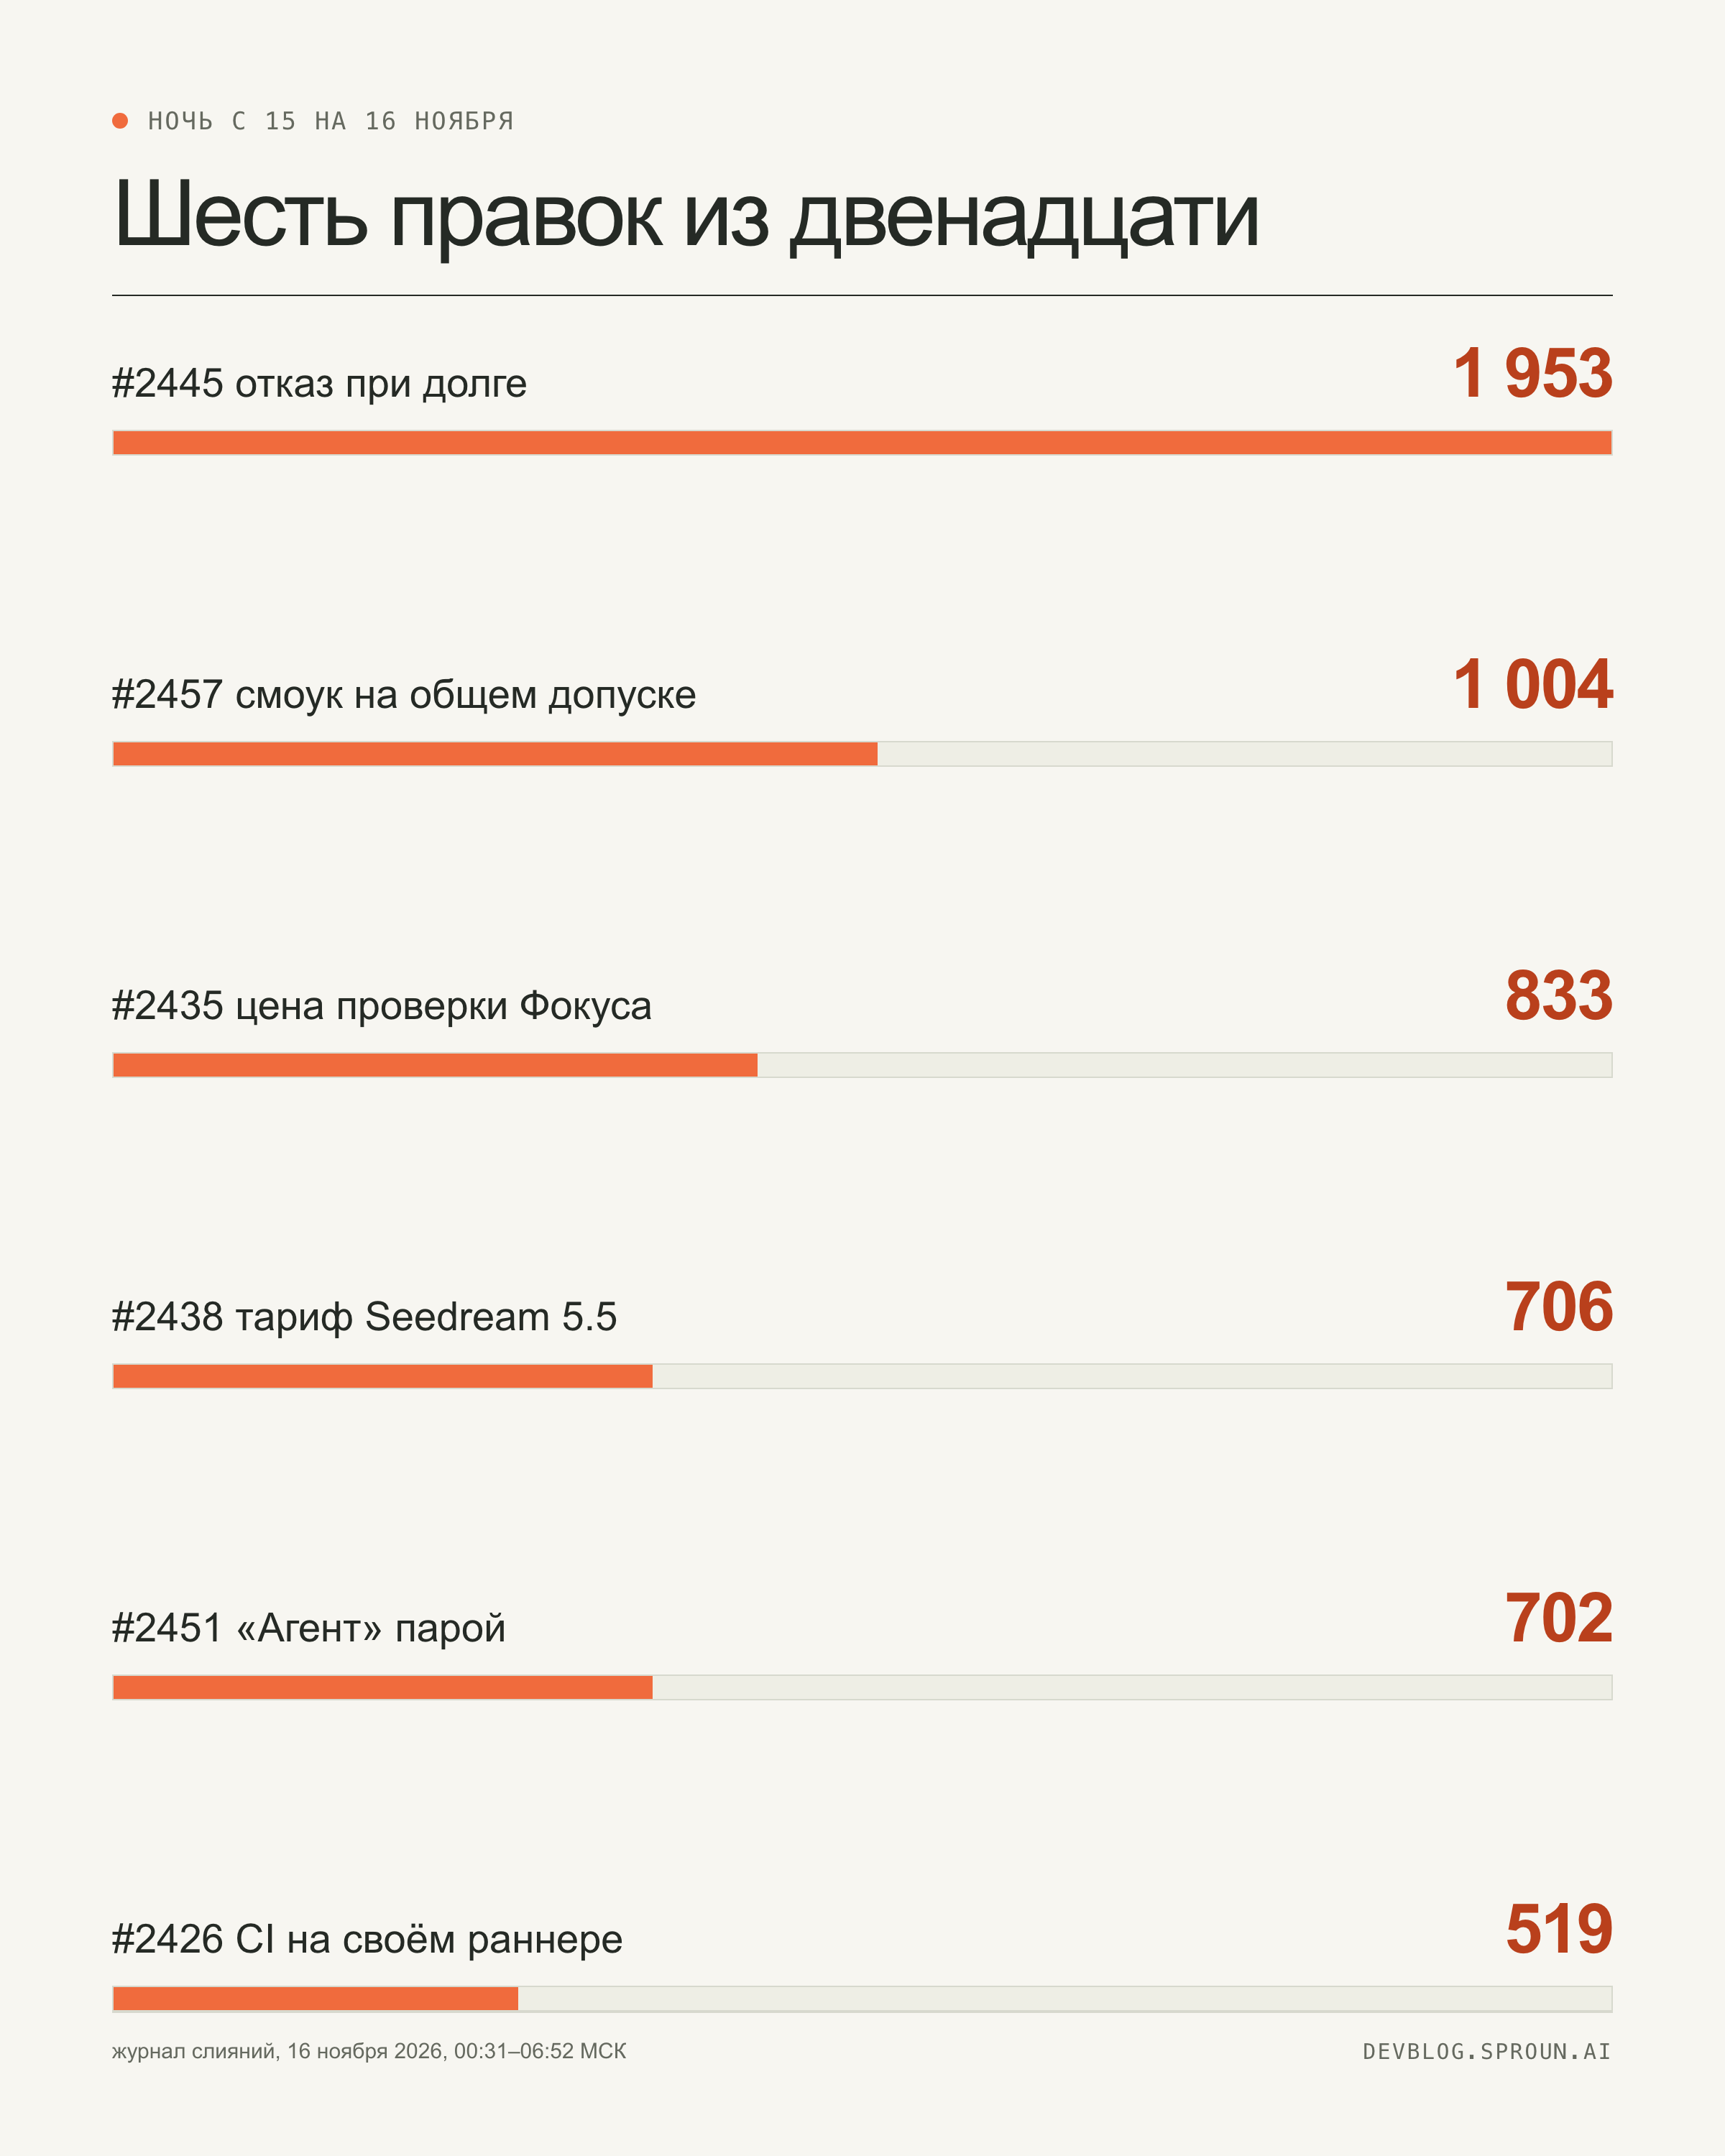 НОЧЬ С 15 НА 16 НОЯБРЯ
Шесть правок из двенадцати
#2445 отказ при долге 1 953
#2457 смоук на общем допуске 1 004
#2435 цена проверки Фокуса 833
#2438 тариф Seedream 5.5 706
#2451 «Агент» парой 702
#2426 CI на своём раннере 519
журнал слияний, 16 ноября 2026, 00:31–06:52 МСК DEVBLOG.SPROUN.AI